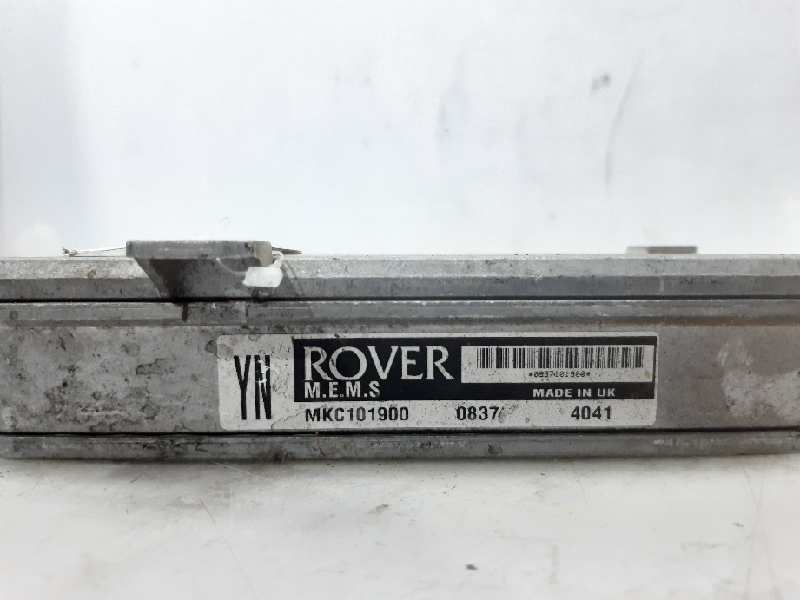 YN
ROVER
M.E.M.S
MADE IN UK
MKC101900 0837 4041